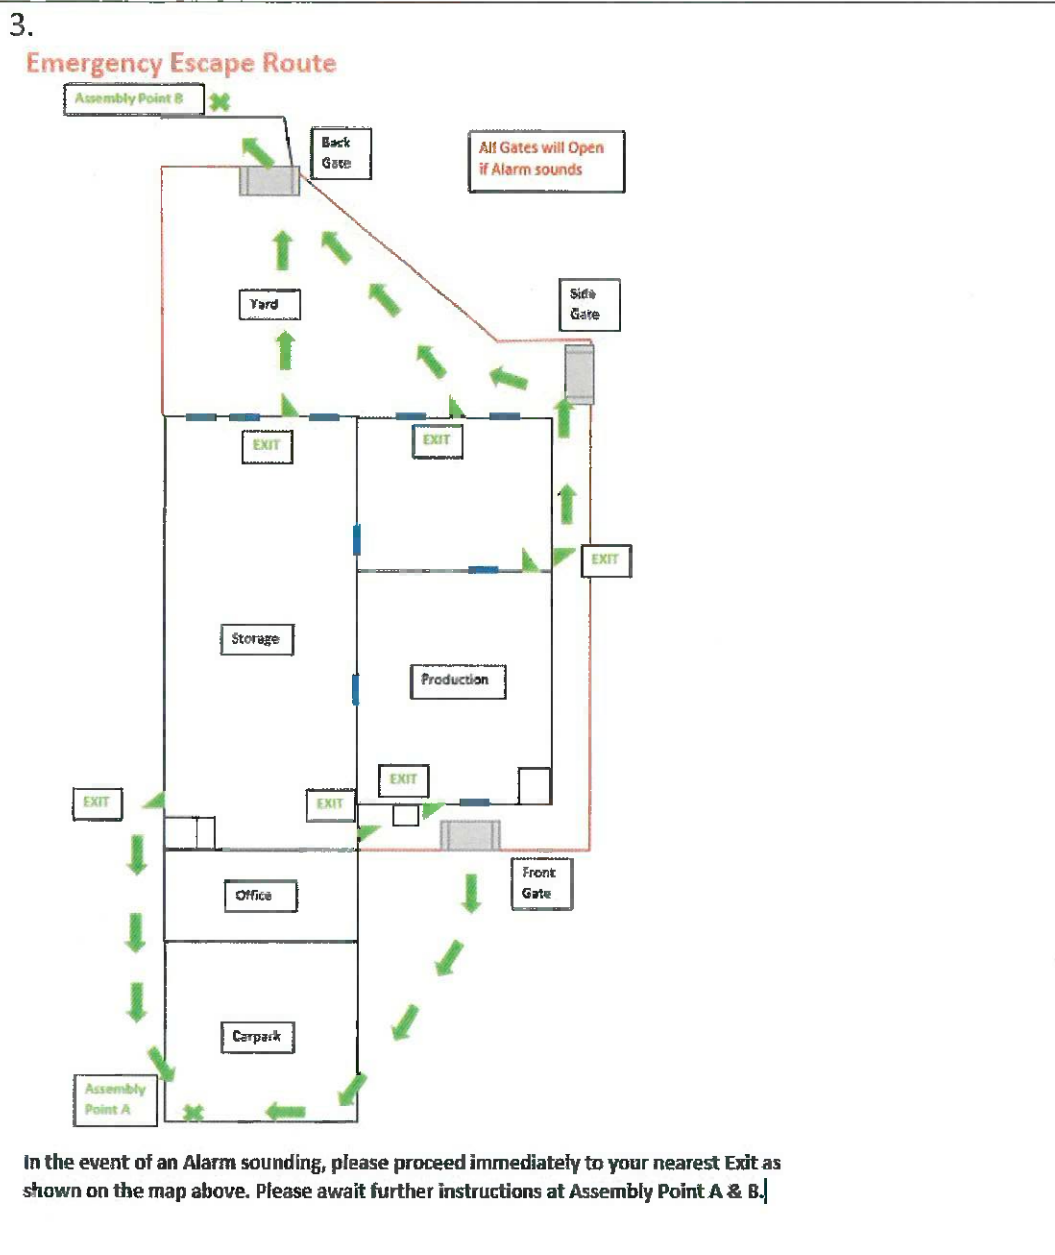 3.
Emergency Escape Route
Assembly Point B
Back
Gate
All Gates will Open
if Alarm sounds
Side
Gate
Yard
EXIT
EXIT
EXIT
Storage
Production
EXIT
EXIT
EXIT
Front
Gate
Office
Carpark
Assembly
Point A
In the event of an Alarm sounding, please proceed immediately to your nearest Exit as
shown on the map above. Please await further instructions at Assembly Point A & B.